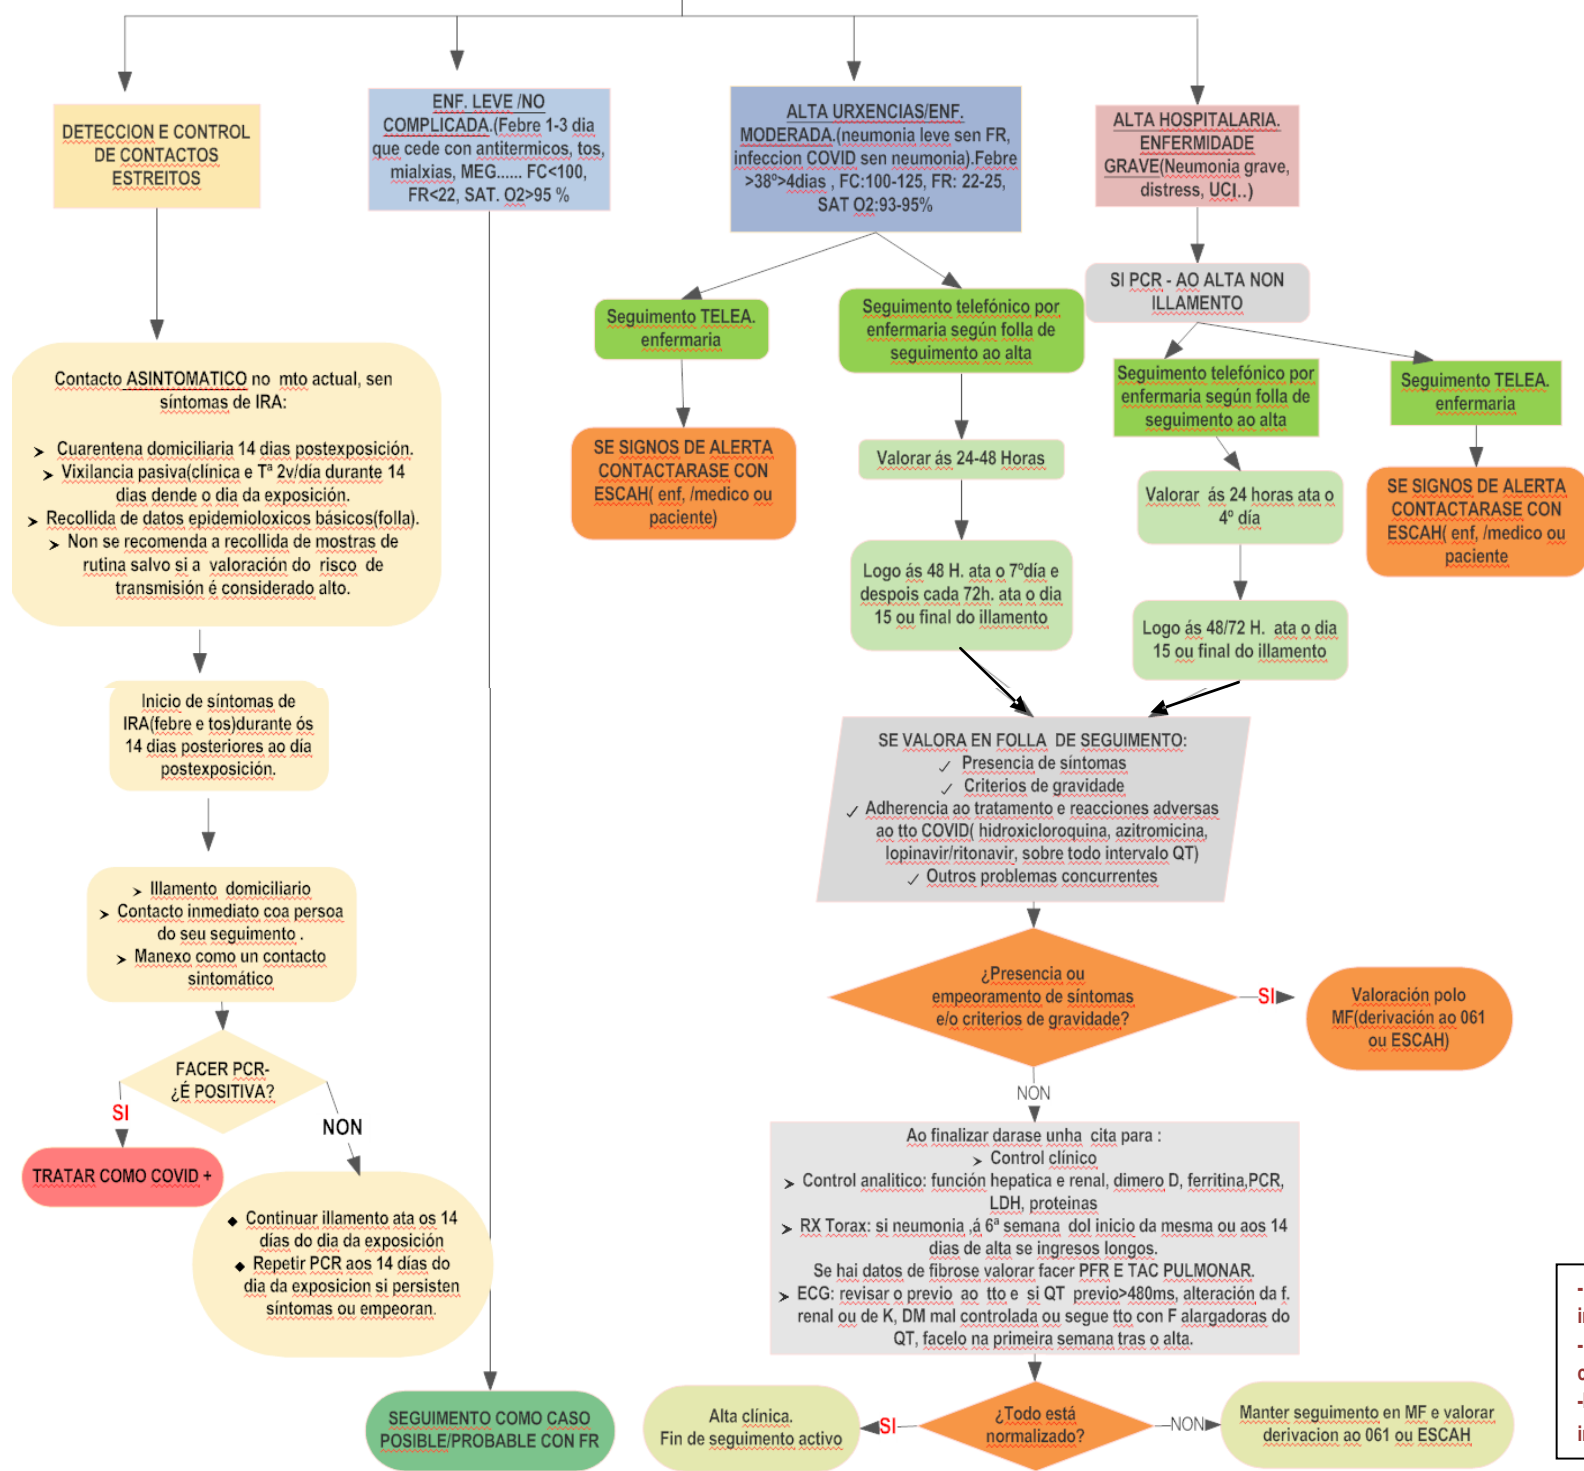 DETECCION E CONTROL
DE CONTACTOS
ESTREITOS
ENF. LEVE /NO
COMPLICADA.(Febre 1-3 dia
que cede con antitermicos, tos,
mialxias, MEG...... FC<100,
FR<22, SAT. O2>95 %
ALTA URXENCIAS/ENF.
MODERADA.(neumonia leve sen FR,
infeccion COVID sen neumonia).Febre
>38º>4dias , FC:100-125, FR: 22-25,
SAT O2:93-95%
ALTA HOSPITALARIA.
ENFERMIDADE
GRAVE(Neumonia grave,
distress, UCI..)
SI PCR - AO ALTA NON
ILLAMENTO
Seguimento TELEA.
enfermaria
Seguimento telefónico por
enfermaria según folla de
seguimento ao alta
Seguimento telefónico por
enfermaria según folla de
seguimento ao alta
Seguimento TELEA.
enfermaria
Contacto ASINTOMATICO no mto actual, sen
síntomas de IRA:
➢ Cuarentena domiciliaria 14 dias postexposición.
➢ Vixilancia pasiva(clínica e Tª 2v/día durante 14
dias dende o dia da exposición.
➢ Recollida de datos epidemioloxicos básicos(folla).
➢ Non se recomenda a recollida de mostras de
rutina salvo si a valoración do risco de
transmisión é considerado alto.
SE SIGNOS DE ALERTA
CONTACTARASE CON
ESCAH( enf, /medico ou
paciente)
Valorar ás 24-48 Horas
Valorar ás 24 horas ata o
4º día
SE SIGNOS DE ALERTA
CONTACTARASE CON
ESCAH( enf, /medico ou
paciente
Logo ás 48 H. ata o 7ºdía e
despois cada 72h. ata o dia
15 ou final do illamento
Logo ás 48/72 H. ata o dia
15 ou final do illamento
Inicio de síntomas de
IRA(febre e tos)durante ós
14 dias posteriores ao día
postexposición.
SE VALORA EN FOLLA DE SEGUIMENTO:
✓ Presencia de síntomas
✓ Criterios de gravidade
✓ Adherencia ao tratamento e reacciones adversas
ao tto COVID( hidroxicloroquina, azitromicina,
lopinavir/ritonavir, sobre todo intervalo QT)
✓ Outros problemas concurrentes
➢ Illamento domiciliario
➢ Contacto inmediato coa persoa
do seu seguimento .
➢ Manexo como un contacto
sintomático
¿Presencia ou
empeoramento de síntomas
e/o criterios de gravidade?
SI
Valoración polo
MF(derivación ao 061
ou ESCAH)
NON
FACER PCR-
¿É POSITIVA?
SI
NON
TRATAR COMO COVID +
◆ Continuar illamento ata os 14
días do dia da exposición
◆ Repetir PCR aos 14 días do
dia da exposicion si persisten
síntomas ou empeoran.
Ao finalizar darase unha cita para :
➢ Control clínico
➢ Control analitico: función hepatica e renal, dimero D, ferritina,PCR,
LDH, proteinas
➢ RX Torax: si neumonia ,á 6ª semana dol inicio da mesma ou aos 14
dias de alta se ingresos longos.
Se hai datos de fibrose valorar facer PFR E TAC PULMONAR.
➢ ECG: revisar o previo ao tto e si QT previo>480ms, alteración da f.
renal ou de K, DM mal controlada ou segue tto con F alargadoras do
QT, facelo na primeira semana tras o alta.
SEGUIMENTO COMO CASO
POSIBLE/PROBABLE CON FR
Alta clínica.
Fin de seguimento activo
SI
¿Todo está
normalizado?
NON
Manter seguimento en MF e valorar
derivacion ao 061 ou ESCAH